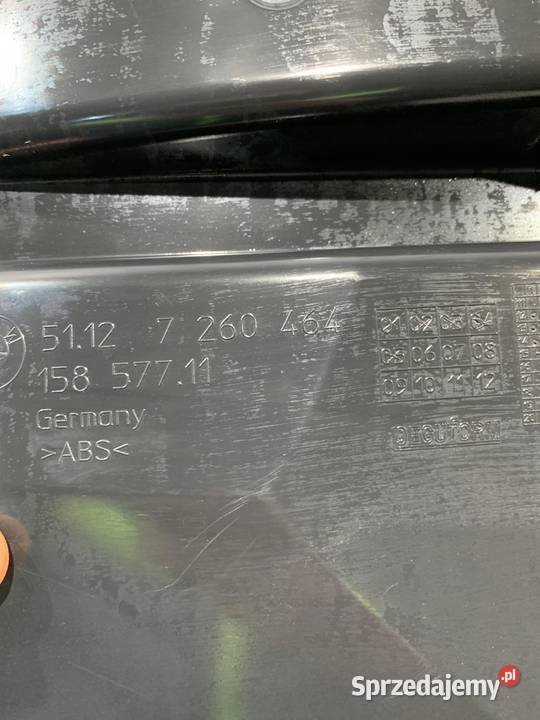 51.12 7 260 464
158 577.11
Germany
>ABS<
01 02 03 04
05 06 07 08
09 10 11 12
Sprzedajemy.pl